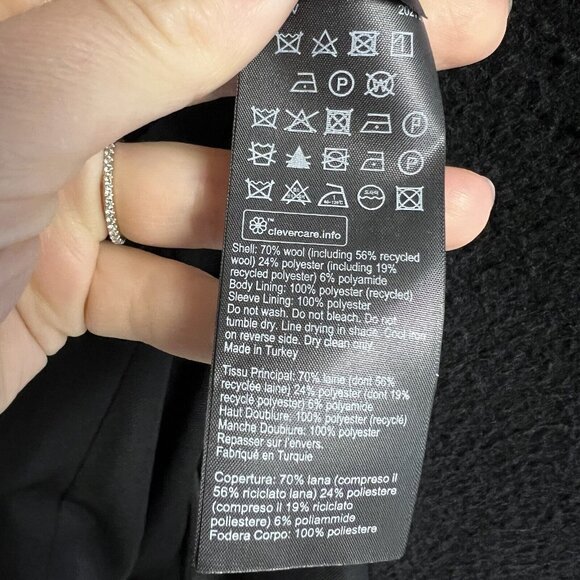 clevercare.info
Shell: 70% wool (including 56% recycled
wool) 24% polyester (including 19%
recycled polyester) 6% polyamide
Body Lining: 100% polyester (recycled)
Sleeve Lining: 100% polyester
Do not wash. Do not bleach. Do not
tumble dry. Line drying in shade. Cool iron
on reverse side. Dry clean only.
Made in Turkey
Tissu Principal: 70% laine (dont 56%
recyclée laine) 24% polyester (dont 19%
recyclé polyester) 6% polyamide
Haut Doublure: 100% polyester (recyclé)
Manche Doublure: 100% polyester
Repasser sur l'envers.
Fabriqué en Turquie
Copertura: 70% lana (compreso il
56% riciclato lana) 24% poliestere
(compreso il 19% riciclato
poliestere) 6% poliammide
Fodera Corpo: 100% poliestere